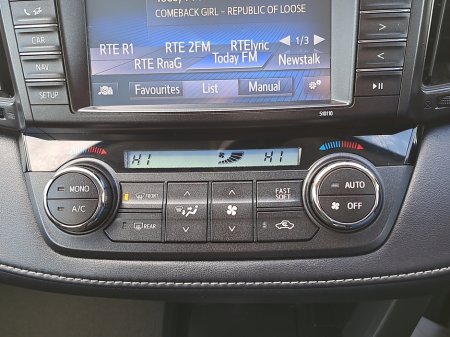 COMEBACK GIRL - REPUBLIC OF LOOSE
RTE R1 RTE 2FM RTElyric 1/3
RTE RnaG Today FM Newstalk
Favourites List Manual
CAR
NAV
SETUP
510110
HI HI
MONO
A/C
FRONT
REAR
FAST
SOFT
AUTO
OFF